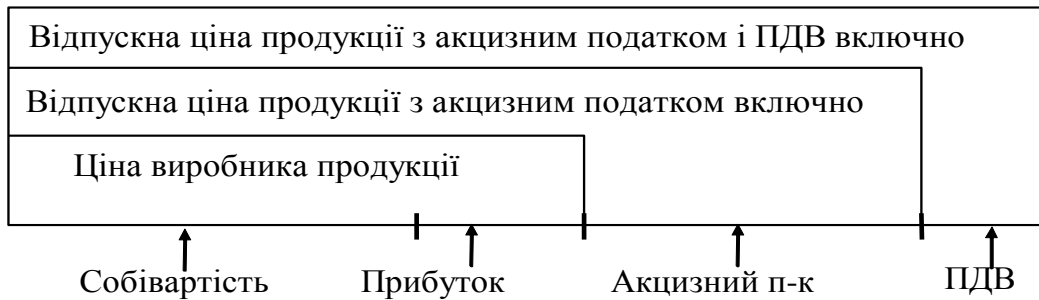 Відпускна ціна продукції з акцизним податком і ПДВ включно
Відпускна ціна продукції з акцизним податком включно
Ціна виробника продукції
Собівартість Прибуток Акцизний п-к ПДВ